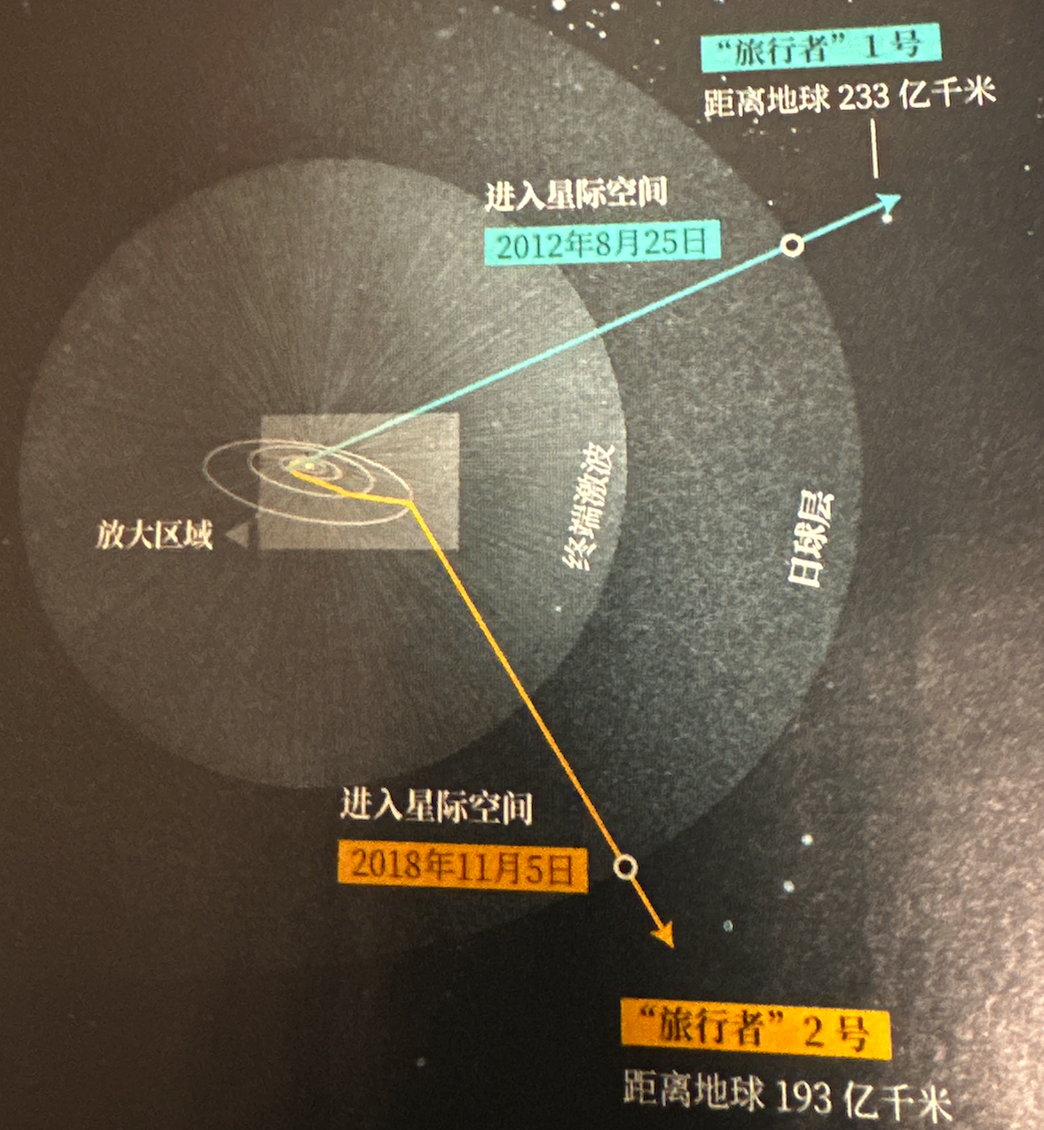 “旅行者”1号
距离地球 233 亿千米
进入星际空间
2012年8月25日
终端激波
日球层
放大区域
进入星际空间
2018年11月5日
“旅行者”2号
距离地球 193 亿千米